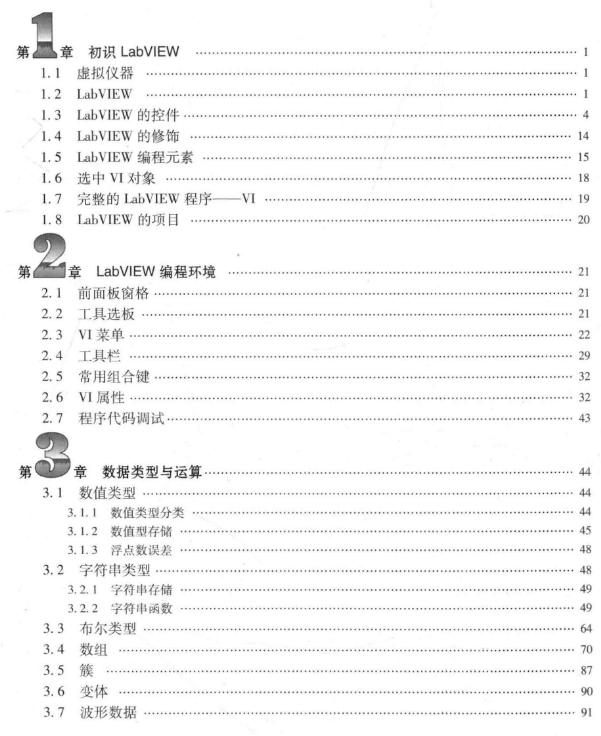 第1章 初识 LabVIEW ………… 1
1.1 虚拟仪器 ………… 1
1.2 LabVIEW ………… 1
1.3 LabVIEW 的控件 ………… 4
1.4 LabVIEW 的修饰 ………… 14
1.5 LabVIEW 编程元素 ………… 15
1.6 选中 VI 对象 ………… 18
1.7 完整的 LabVIEW 程序——VI ………… 19
1.8 LabVIEW 的项目 ………… 20
第2章 LabVIEW 编程环境 ………… 21
2.1 前面板窗格 ………… 21
2.2 工具选板 ………… 21
2.3 VI 菜单 ………… 22
2.4 工具栏 ………… 29
2.5 常用组合键 ………… 32
2.6 VI 属性 ………… 32
2.7 程序代码调试 ………… 43
第3章 数据类型与运算 ………… 44
3.1 数值类型 ………… 44
3.1.1 数值类型分类 ………… 44
3.1.2 数值型存储 ………… 45
3.1.3 浮点数误差 ………… 48
3.2 字符串类型 ………… 48
3.2.1 字符串存储 ………… 49
3.2.2 字符串函数 ………… 49
3.3 布尔类型 ………… 64
3.4 数组 ………… 70
3.5 簇 ………… 87
3.6 变体 ………… 90
3.7 波形数据 ………… 91